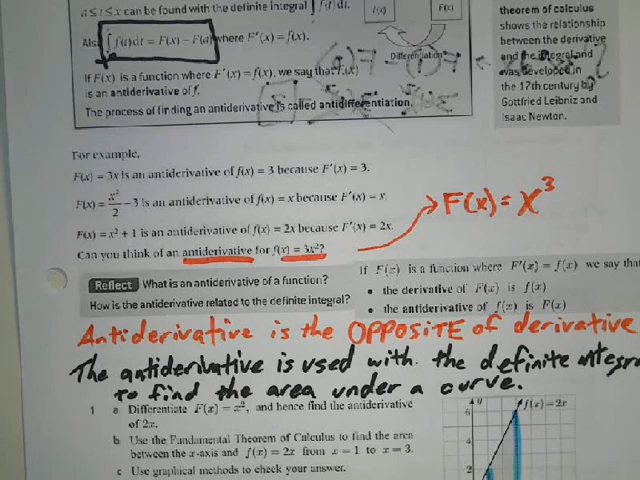 a ≤ t ≤ x can be found with the definite integral ∫ f(t) dt.
f(x)
F(x)
Also ∫ f(t) dt = F(x) − F(a) where F′(x) = f(x).
Differentiation
If F(x) is a function where F′(x) = f(x), we say that F(x)
is an antiderivative of f.
The process of finding an antiderivative is called antidifferentiation.
theorem of calculus
shows the relationship
between the derivative
and the integral and
was developed in
the 17th century by
Gottfried Leibniz and
Isaac Newton.
For example,
F(x) = 3x is an antiderivative of f(x) = 3 because F′(x) = 3.
F(x) = x²/2 − 3 is an antiderivative of f(x) = x because F′(x) = x.
F(x) = x² + 1 is an antiderivative of f(x) = 2x because F′(x) = 2x.
Can you think of an antiderivative for f(x) = 3x²?
F(x) = x³
Reflect What is an antiderivative of a function?
How is the antiderivative related to the definite integral?
If F(x) is a function where F′(x) = f(x) we say that
• the derivative of F(x) is f(x)
• the antiderivative of f(x) is F(x)
Antiderivative is the OPPOSITE of derivative
The antiderivative is used with the definite integra
to find the area under a curve.
1 a Differentiate F(x) = x², and hence find the antiderivative
of 2x.
b Use the Fundamental Theorem of Calculus to find the area
between the x-axis and f(x) = 2x from x = 1 to x = 3.
c Use graphical methods to check your answer.
y
f(x) = 2x
6
4
2